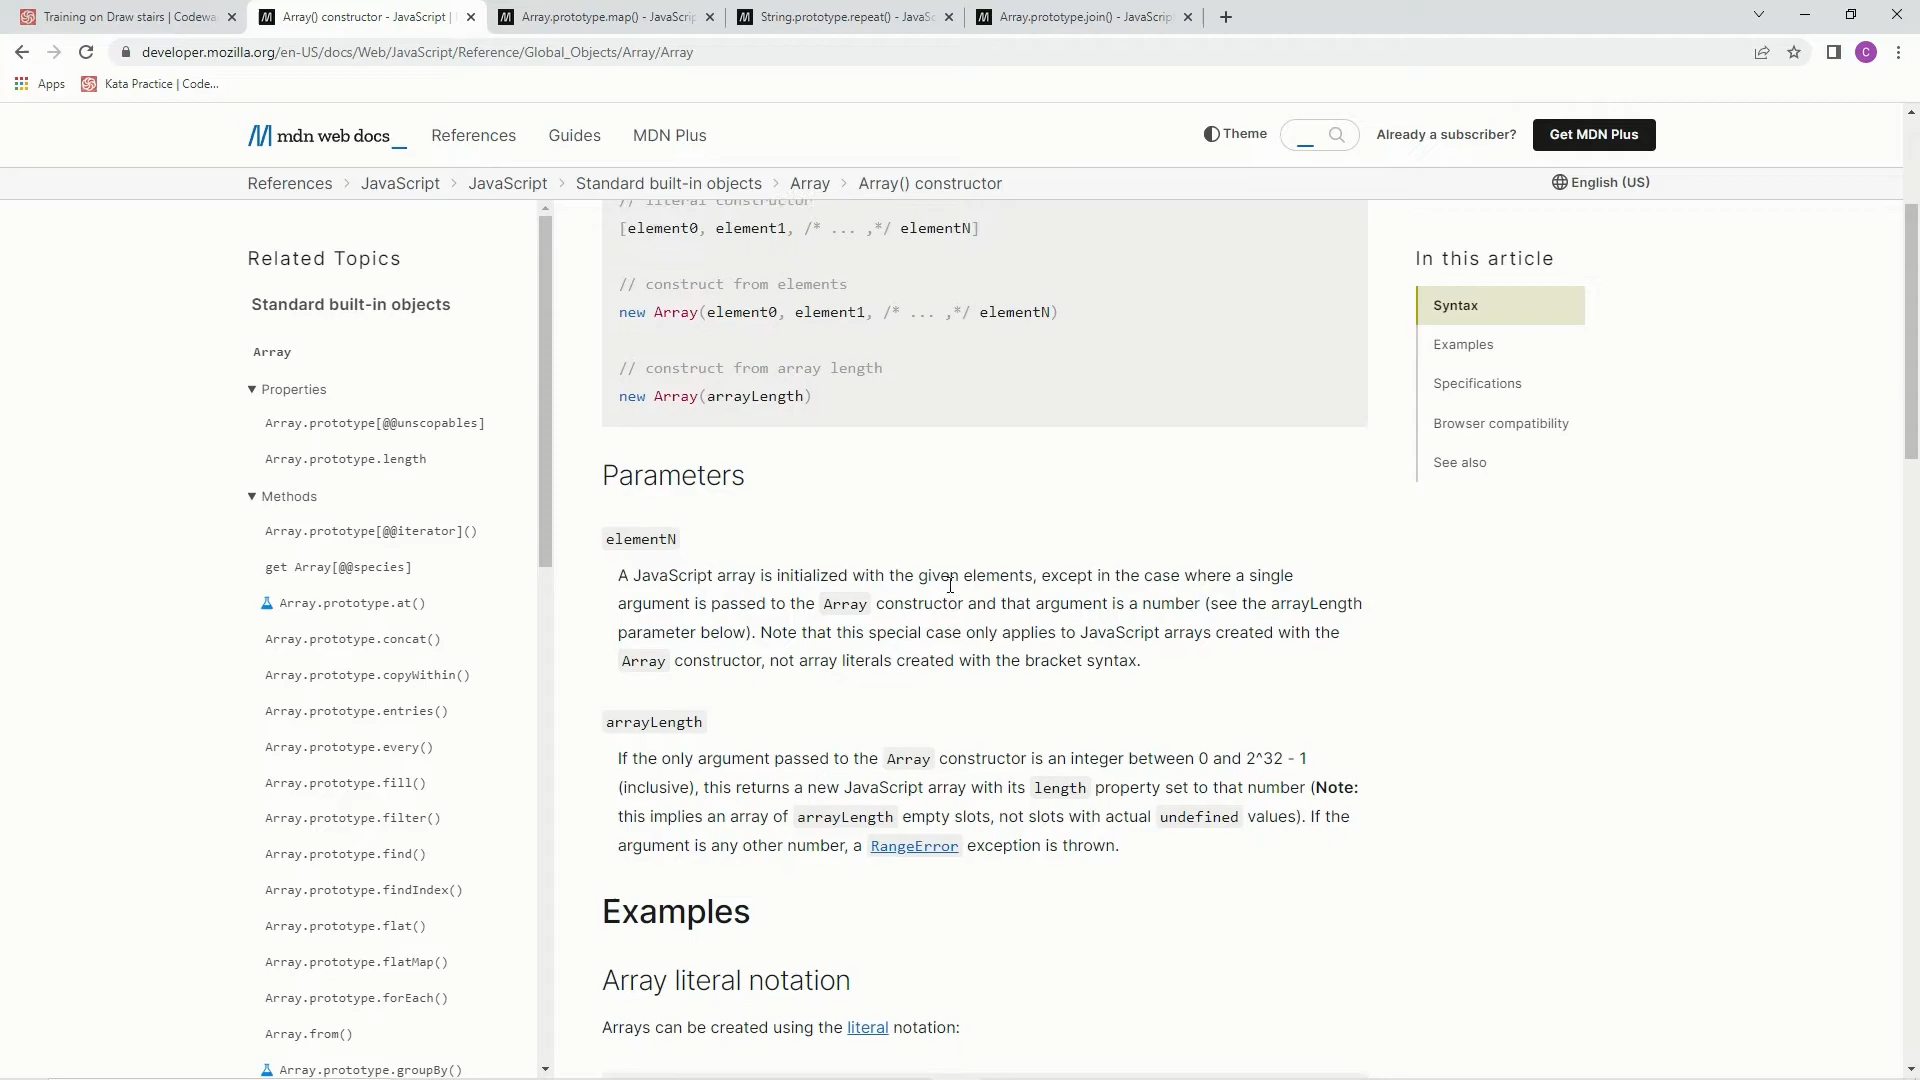 Training on Draw stairs | Codewa
Array() constructor - JavaScript |
Array.prototype.map() - JavaScrip
String.prototype.repeat() - JavaSc
Array.prototype.join() - JavaScrip
developer.mozilla.org/en-US/docs/Web/JavaScript/Reference/Global_Objects/Array/Array
C
Apps
Kata Practice | Code...
mdn web docs_
References
Guides
MDN Plus
Theme
Already a subscriber?
Get MDN Plus
References > JavaScript > JavaScript > Standard built-in objects > Array > Array() constructor
English (US)
Related Topics
Standard built-in objects
Array
Properties
Array.prototype[@@unscopables]
Array.prototype.length
Methods
Array.prototype[@@iterator]()
get Array[@@species]
Array.prototype.at()
Array.prototype.concat()
Array.prototype.copyWithin()
Array.prototype.entries()
Array.prototype.every()
Array.prototype.fill()
Array.prototype.filter()
Array.prototype.find()
Array.prototype.findIndex()
Array.prototype.flat()
Array.prototype.flatMap()
Array.prototype.forEach()
Array.from()
Array.prototype.groupBy()
// literal constructor
[element0, element1, /* ... ,*/ elementN]
// construct from elements
new Array(element0, element1, /* ... ,*/ elementN)
// construct from array length
new Array(arrayLength)
Parameters
elementN
A JavaScript array is initialized with the given elements, except in the case where a single
argument is passed to the Array constructor and that argument is a number (see the arrayLength
parameter below). Note that this special case only applies to JavaScript arrays created with the
Array constructor, not array literals created with the bracket syntax.
arrayLength
If the only argument passed to the Array constructor is an integer between 0 and 2^32 - 1
(inclusive), this returns a new JavaScript array with its length property set to that number (Note:
this implies an array of arrayLength empty slots, not slots with actual undefined values). If the
argument is any other number, a RangeError exception is thrown.
Examples
Array literal notation
Arrays can be created using the literal notation:
In this article
Syntax
Examples
Specifications
Browser compatibility
See also